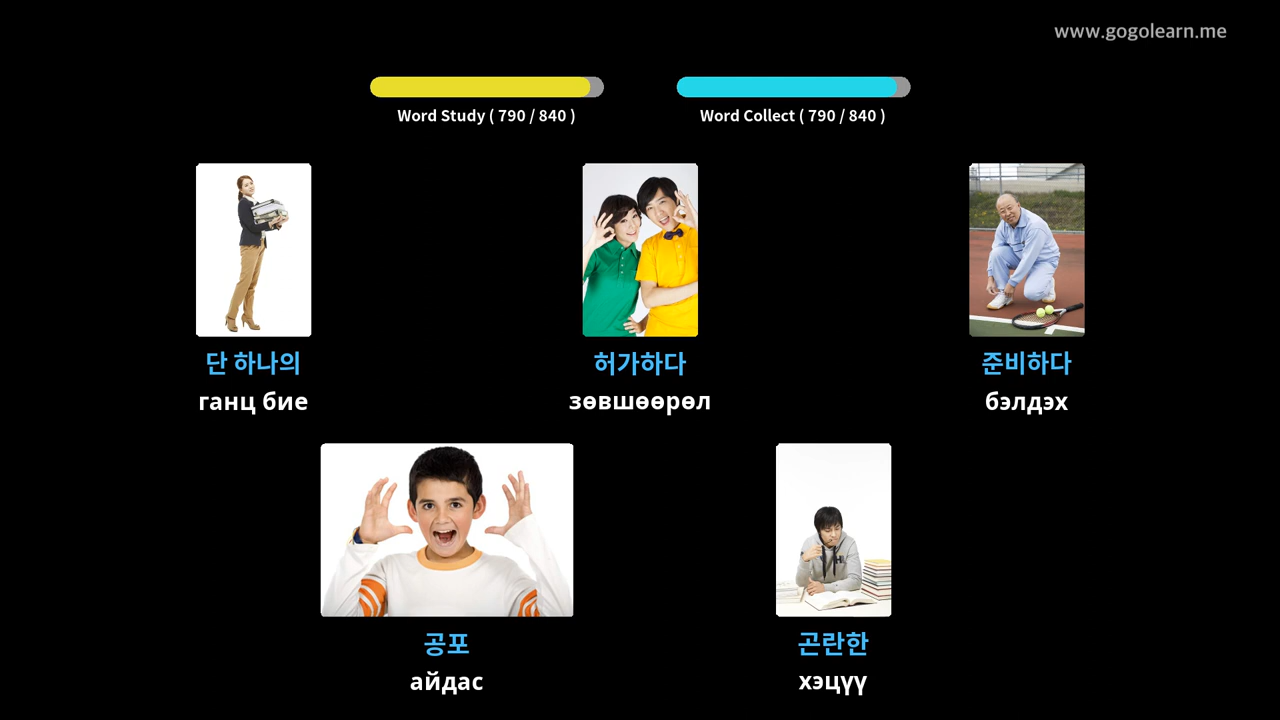 www.gogolearn.me
Word Study ( 790 / 840 )
Word Collect ( 790 / 840 )
단 하나의
ганц бие
허가하다
зөвшөөрөл
준비하다
бэлдэх
공포
айдас
곤란한
хэцүү